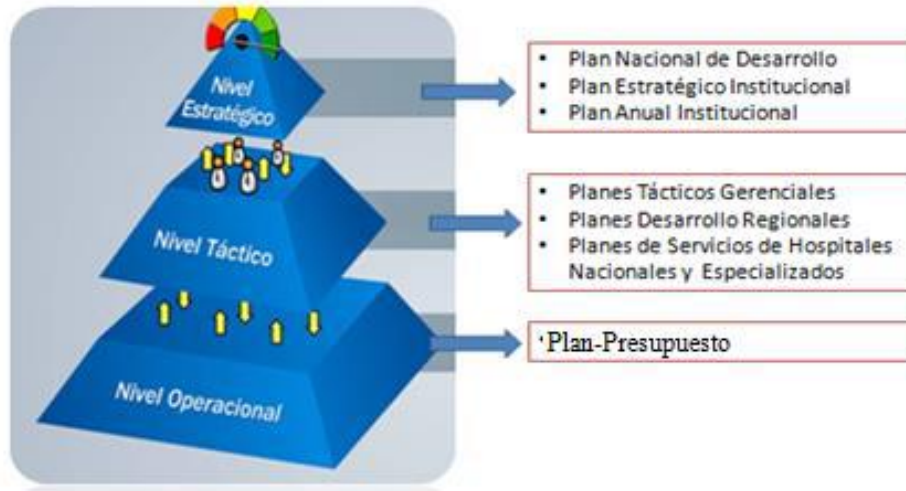 Nivel
Estratégico
• Plan Nacional de Desarrollo
• Plan Estratégico Institucional
• Plan Anual Institucional
Nivel Táctico
• Planes Tácticos Gerenciales
• Planes Desarrollo Regionales
• Planes de Servicios de Hospitales
Nacionales y Especializados
Nivel Operacional
• Plan-Presupuesto